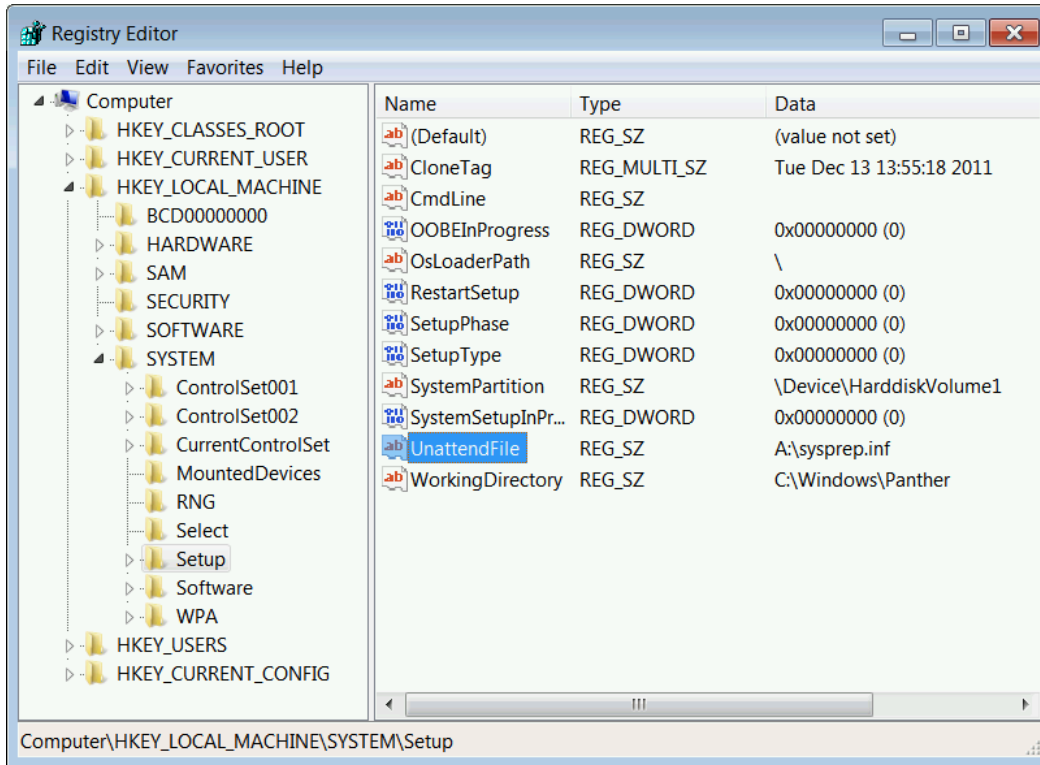 Registry Editor
File Edit View Favorites Help
Computer
HKEY_CLASSES_ROOT
HKEY_CURRENT_USER
HKEY_LOCAL_MACHINE
BCD00000000
HARDWARE
SAM
SECURITY
SOFTWARE
SYSTEM
ControlSet001
ControlSet002
CurrentControlSet
MountedDevices
RNG
Select
Setup
Software
WPA
HKEY_USERS
HKEY_CURRENT_CONFIG
Name Type Data
(Default) REG_SZ (value not set)
CloneTag REG_MULTI_SZ Tue Dec 13 13:55:18 2011
CmdLine REG_SZ
OOBEInProgress REG_DWORD 0x00000000 (0)
OsLoaderPath REG_SZ \
RestartSetup REG_DWORD 0x00000000 (0)
SetupPhase REG_DWORD 0x00000000 (0)
SetupType REG_DWORD 0x00000000 (0)
SystemPartition REG_SZ \Device\HarddiskVolume1
SystemSetupInPr... REG_DWORD 0x00000000 (0)
UnattendFile REG_SZ A:\sysprep.inf
WorkingDirectory REG_SZ C:\Windows\Panther
Computer\HKEY_LOCAL_MACHINE\SYSTEM\Setup